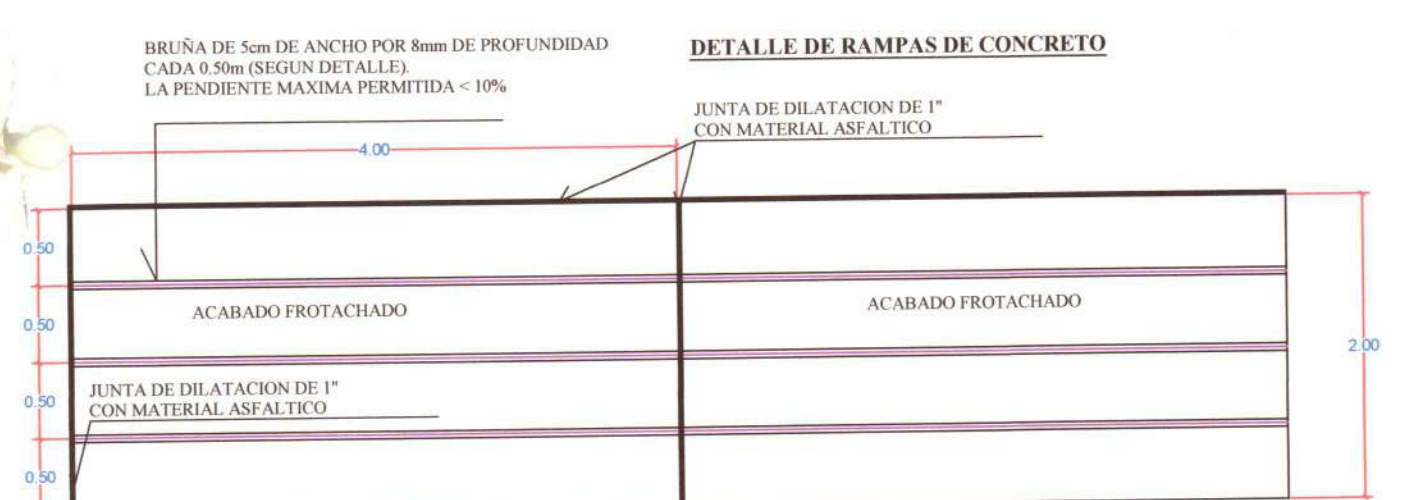 BRUÑA DE 5cm DE ANCHO POR 8mm DE PROFUNDIDAD
CADA 0.50m (SEGUN DETALLE).
LA PENDIENTE MAXIMA PERMITIDA < 10%
DETALLE DE RAMPAS DE CONCRETO
JUNTA DE DILATACION DE 1"
CON MATERIAL ASFALTICO
4.00
0.50
ACABADO FROTACHADO
ACABADO FROTACHADO
0.50
2.00
JUNTA DE DILATACION DE 1"
CON MATERIAL ASFALTICO
0.50
0.50